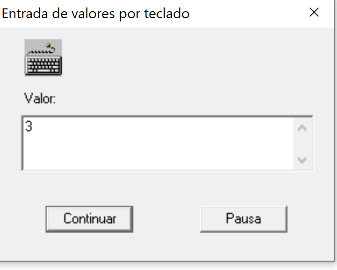 Entrada de valores por teclado
Valor:
3
Continuar
Pausa